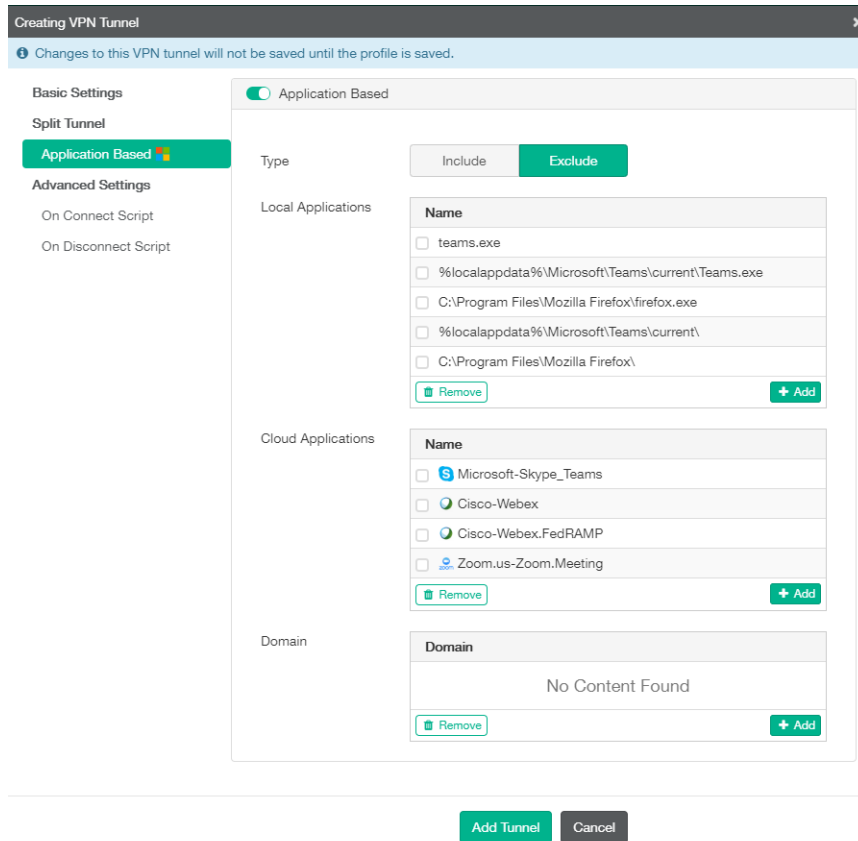 Creating VPN Tunnel
Changes to this VPN tunnel will not be saved until the profile is saved.
Basic Settings
Split Tunnel
Application Based
Advanced Settings
On Connect Script
On Disconnect Script
Application Based
Type
Include
Exclude
Local Applications
Name
teams.exe
%localappdata%\Microsoft\Teams\current\Teams.exe
C:\Program Files\Mozilla Firefox\firefox.exe
%localappdata%\Microsoft\Teams\current\
C:\Program Files\Mozilla Firefox\
Remove
+ Add
Cloud Applications
Name
Microsoft-Skype_Teams
Cisco-Webex
Cisco-Webex.FedRAMP
Zoom.us-Zoom.Meeting
Remove
+ Add
Domain
Domain
No Content Found
Remove
+ Add
Add Tunnel
Cancel